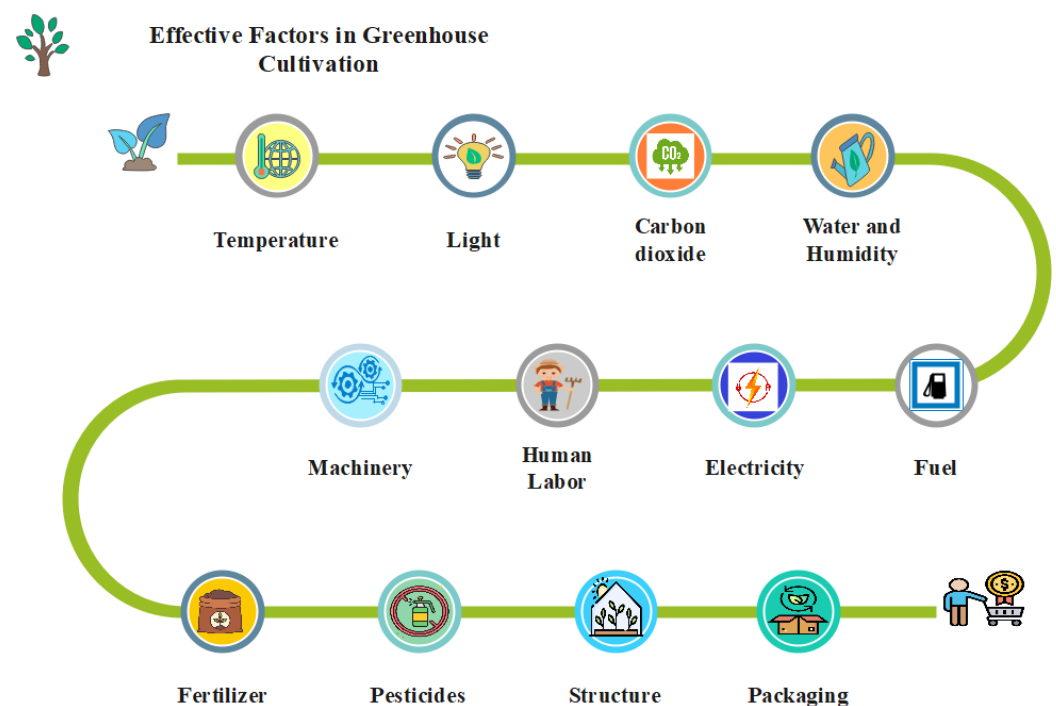 Effective Factors in Greenhouse
Cultivation
CO₂
Temperature
Light
Carbon
dioxide
Water and
Humidity
Machinery
Human
Labor
Electricity
Fuel
$
Fertilizer
Pesticides
Structure
Packaging